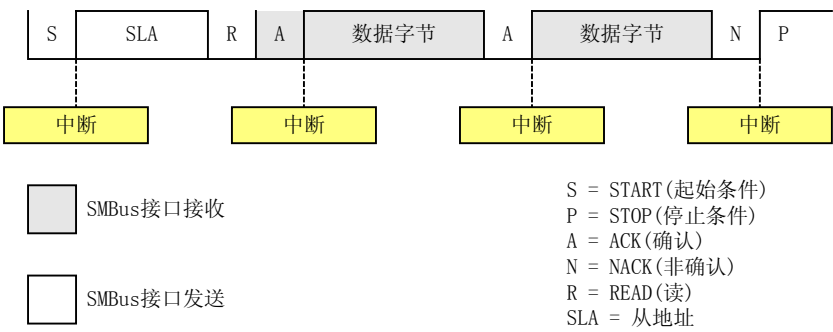 S SLA R A 数据字节 A 数据字节 N P
中断 中断 中断 中断
SMBus接口接收
SMBus接口发送
S = START(起始条件)
P = STOP(停止条件)
A = ACK(确认)
N = NACK(非确认)
R = READ(读)
SLA = 从地址